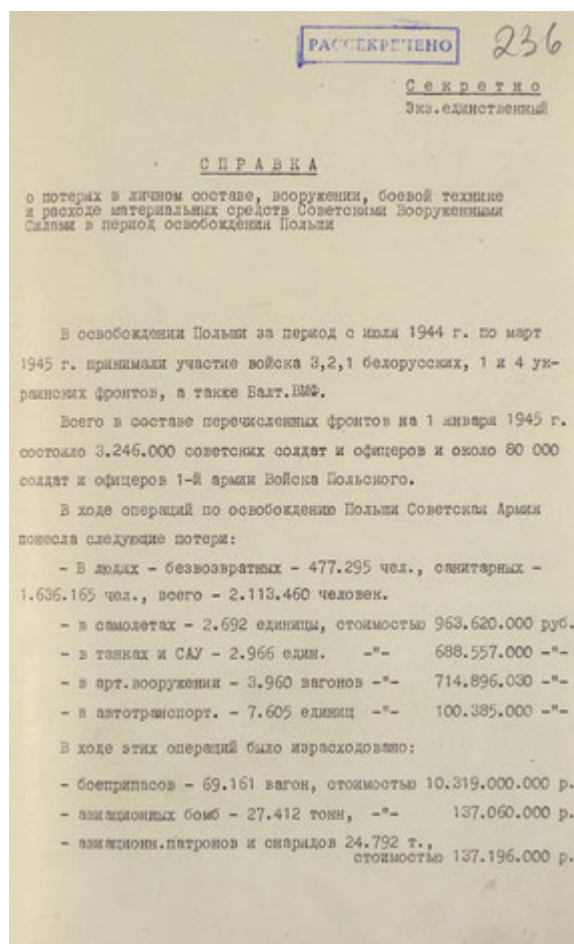 РАССЕКРЕЧЕНО
236
Секретно
Экз.единственный
СПРАВКА
о потерях в личном составе, вооружении, боевой технике
и расходе материальных средств Советскими Вооруженными
Силами в период освобождения Польши
В освобождении Польши за период с июля 1944 г. по март
1945 г. принимали участие войска 3,2,1 белорусских, 1 и 4 ук-
раинских фронтов, а также Балт.ВМФ.
Всего в составе перечисленных фронтов на 1 января 1945 г.
состояло 3.246.000 советских солдат и офицеров и около 80 000
солдат и офицеров 1-й армии Войска Польского.
В ходе операций по освобождению Польши Советская Армия
понесла следующие потери:
- В людях - безвозвратных - 477.295 чел., санитарных -
1.636.165 чел., всего - 2.113.460 человек.
- в самолетах - 2.692 единицы, стоимостью 963.620.000 руб.
- в танках и САУ - 2.966 един. -"- 688.557.000 -"-
- в арт.вооружении - 3.960 вагонов -"- 714.896.030 -"-
- в автотранспорт. - 7.605 единиц -"- 100.385.000 -"-
В ходе этих операций было израсходовано:
- боеприпасов - 69.161 вагон, стоимостью 10.319.000.000 р.
- авиационных бомб - 27.412 тонн, -"- 137.060.000 р.
- авиационн.патронов и снарядов 24.792 т.,
стоимостью 137.196.000 р.